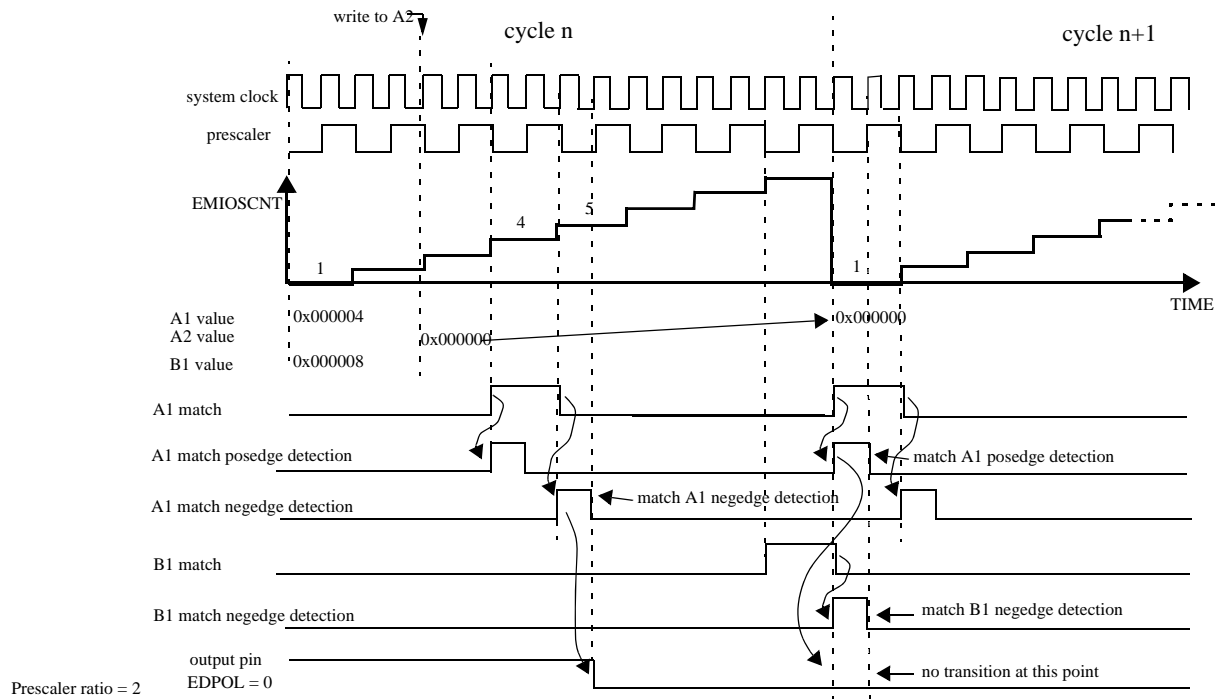 write to A2
cycle n
cycle n+1
system clock
prescaler
EMIOSCNT
1
4
5
1
TIME
A1 value
0x000004
0x000000
A2 value
0x000000
B1 value
0x000008
A1 match
A1 match posedge detection
match A1 posedge detection
A1 match negedge detection
match A1 negedge detection
B1 match
B1 match negedge detection
match B1 negedge detection
output pin
EDPOL = 0
no transition at this point
Prescaler ratio = 2